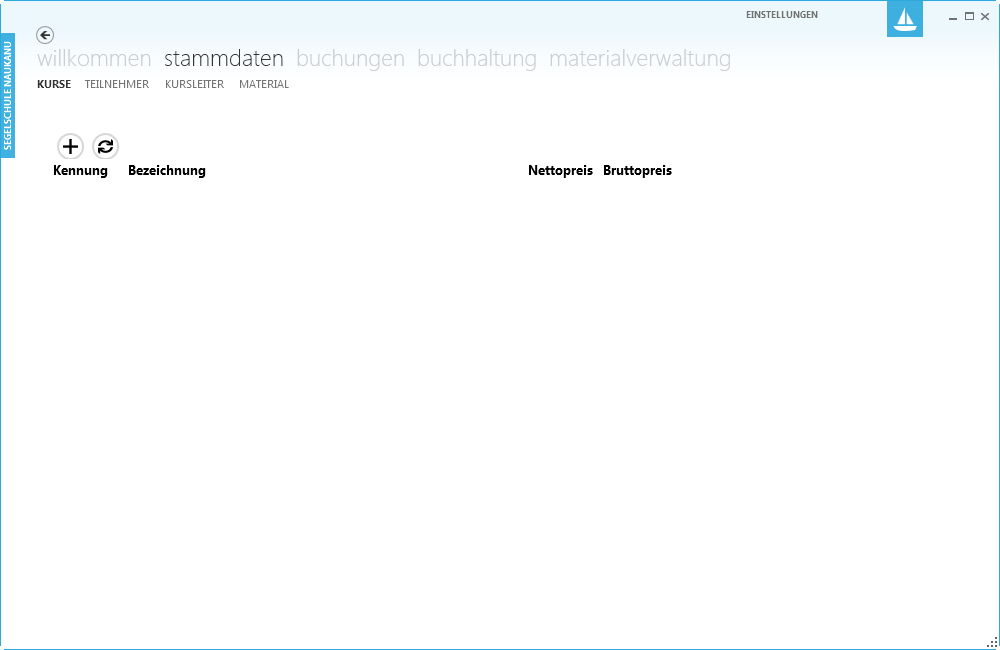 EINSTELLUNGEN
SEGELSCHULE NAUKANU
willkommen stammdaten buchungen buchhaltung materialverwaltung
KURSE TEILNEHMER KURSLEITER MATERIAL
Kennung Bezeichnung Nettopreis Bruttopreis